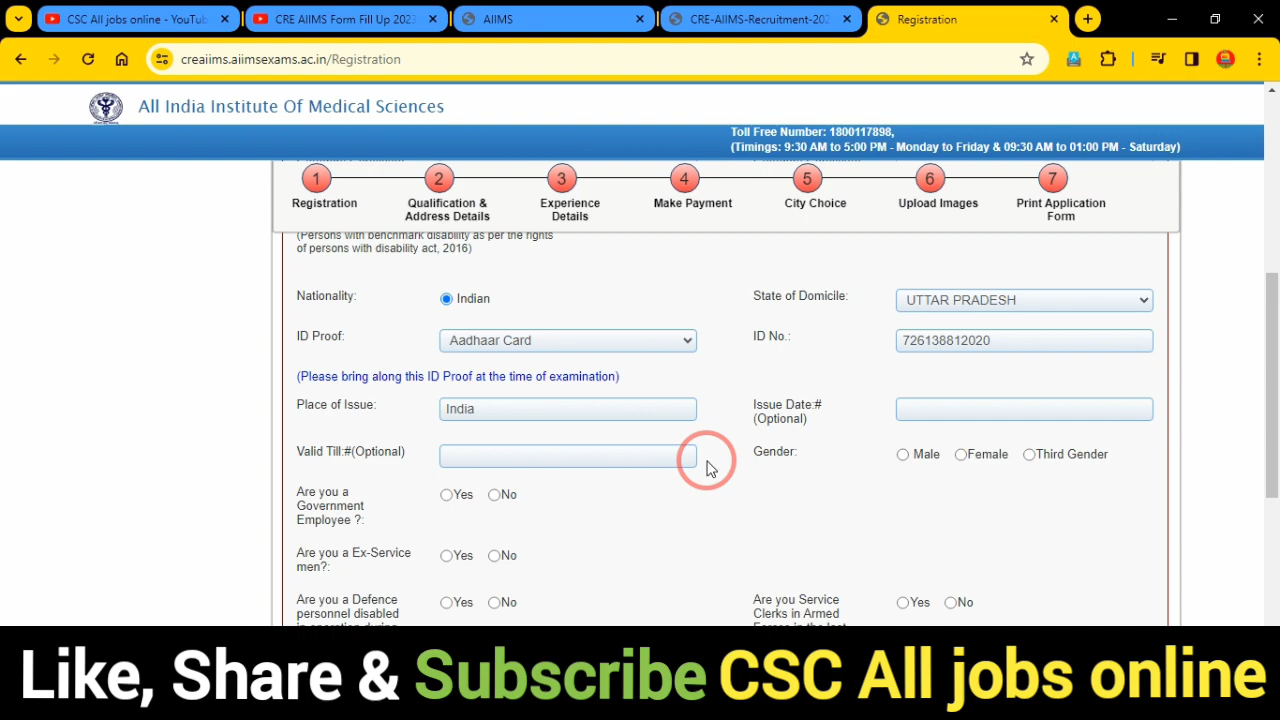 CSC All jobs online - YouTub
CRE AIIMS Form Fill Up 2023
AIIMS
CRE-AIIMS-Recruitment-202
Registration
creaiims.aiimsexams.ac.in/Registration
All India Institute Of Medical Sciences
Toll Free Number: 1800117898,
(Timings: 9:30 AM to 5:00 PM - Monday to Friday & 09:30 AM to 01:00 PM - Saturday)
1 2 3 4 5 6 7
Registration
Qualification &
Address Details
Experience
Details
Make Payment
City Choice
Upload Images
Print Application
Form
(Persons with benchmark disability as per the rights
of persons with disability act, 2016)
Nationality: Indian
State of Domicile: UTTAR PRADESH
ID Proof: Aadhaar Card
ID No.: 726138812020
(Please bring along this ID Proof at the time of examination)
Place of Issue: India
Issue Date:#
(Optional)
Valid Till:#(Optional)
Gender: Male Female Third Gender
Are you a
Government
Employee ?:
Yes No
Are you a Ex-Service
men?:
Yes No
Are you a Defence
personnel disabled
Yes No
Are you Service
Clerks in Armed
Yes No
Like, Share & Subscribe CSC All jobs online